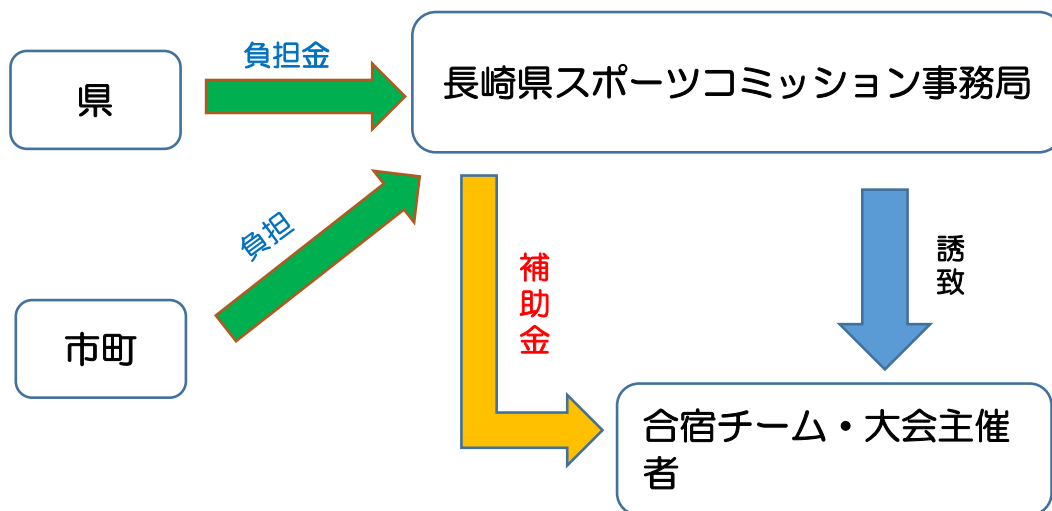 負担金
県
長崎県スポーツコミッション事務局
負担
市町
補助金
誘致
合宿チーム・大会主催
者